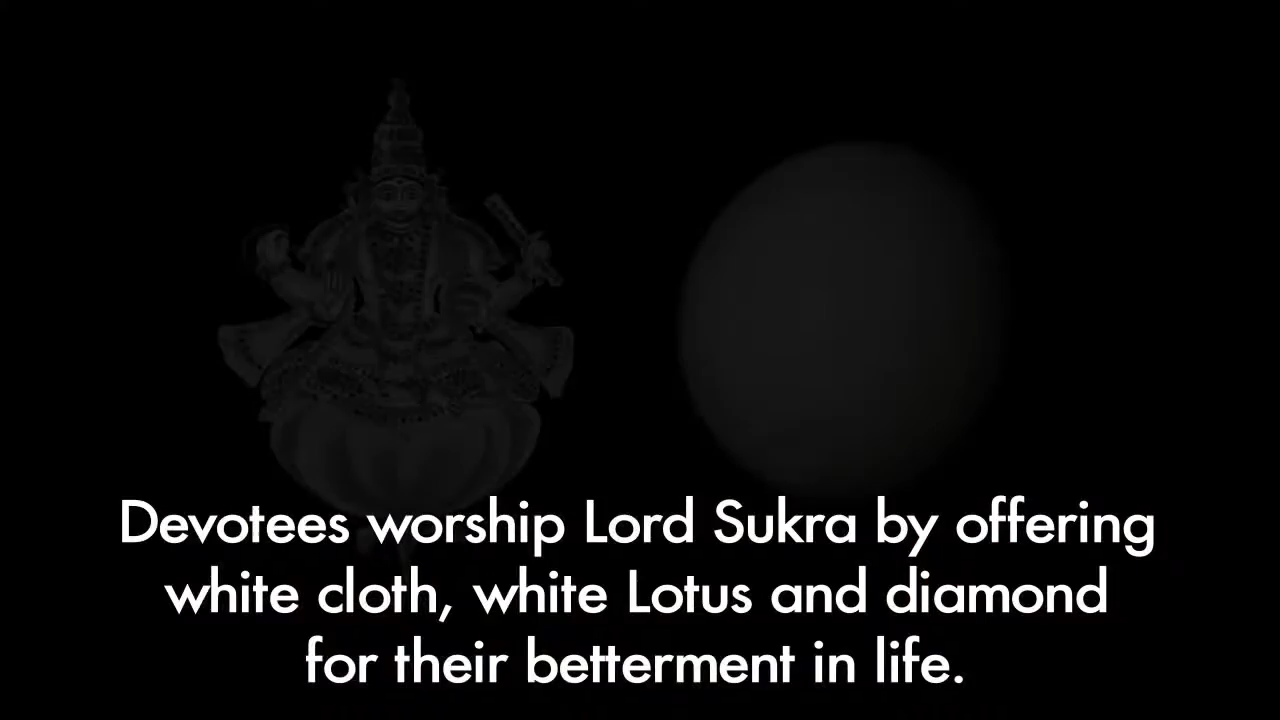 Devotees worship Lord Sukra by offering
white cloth, white Lotus and diamond
for their betterment in life.